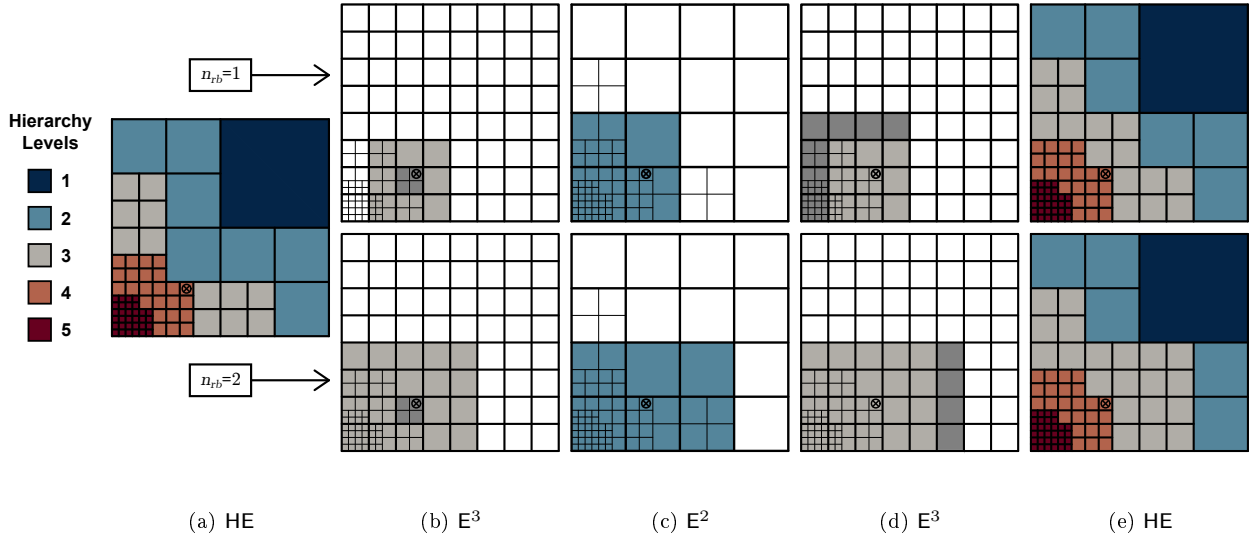 n_rb=1
Hierarchy
Levels
1
2
3
4
5
n_rb=2
(a) HE
(b) E³
(c) E²
(d) E³
(e) HE